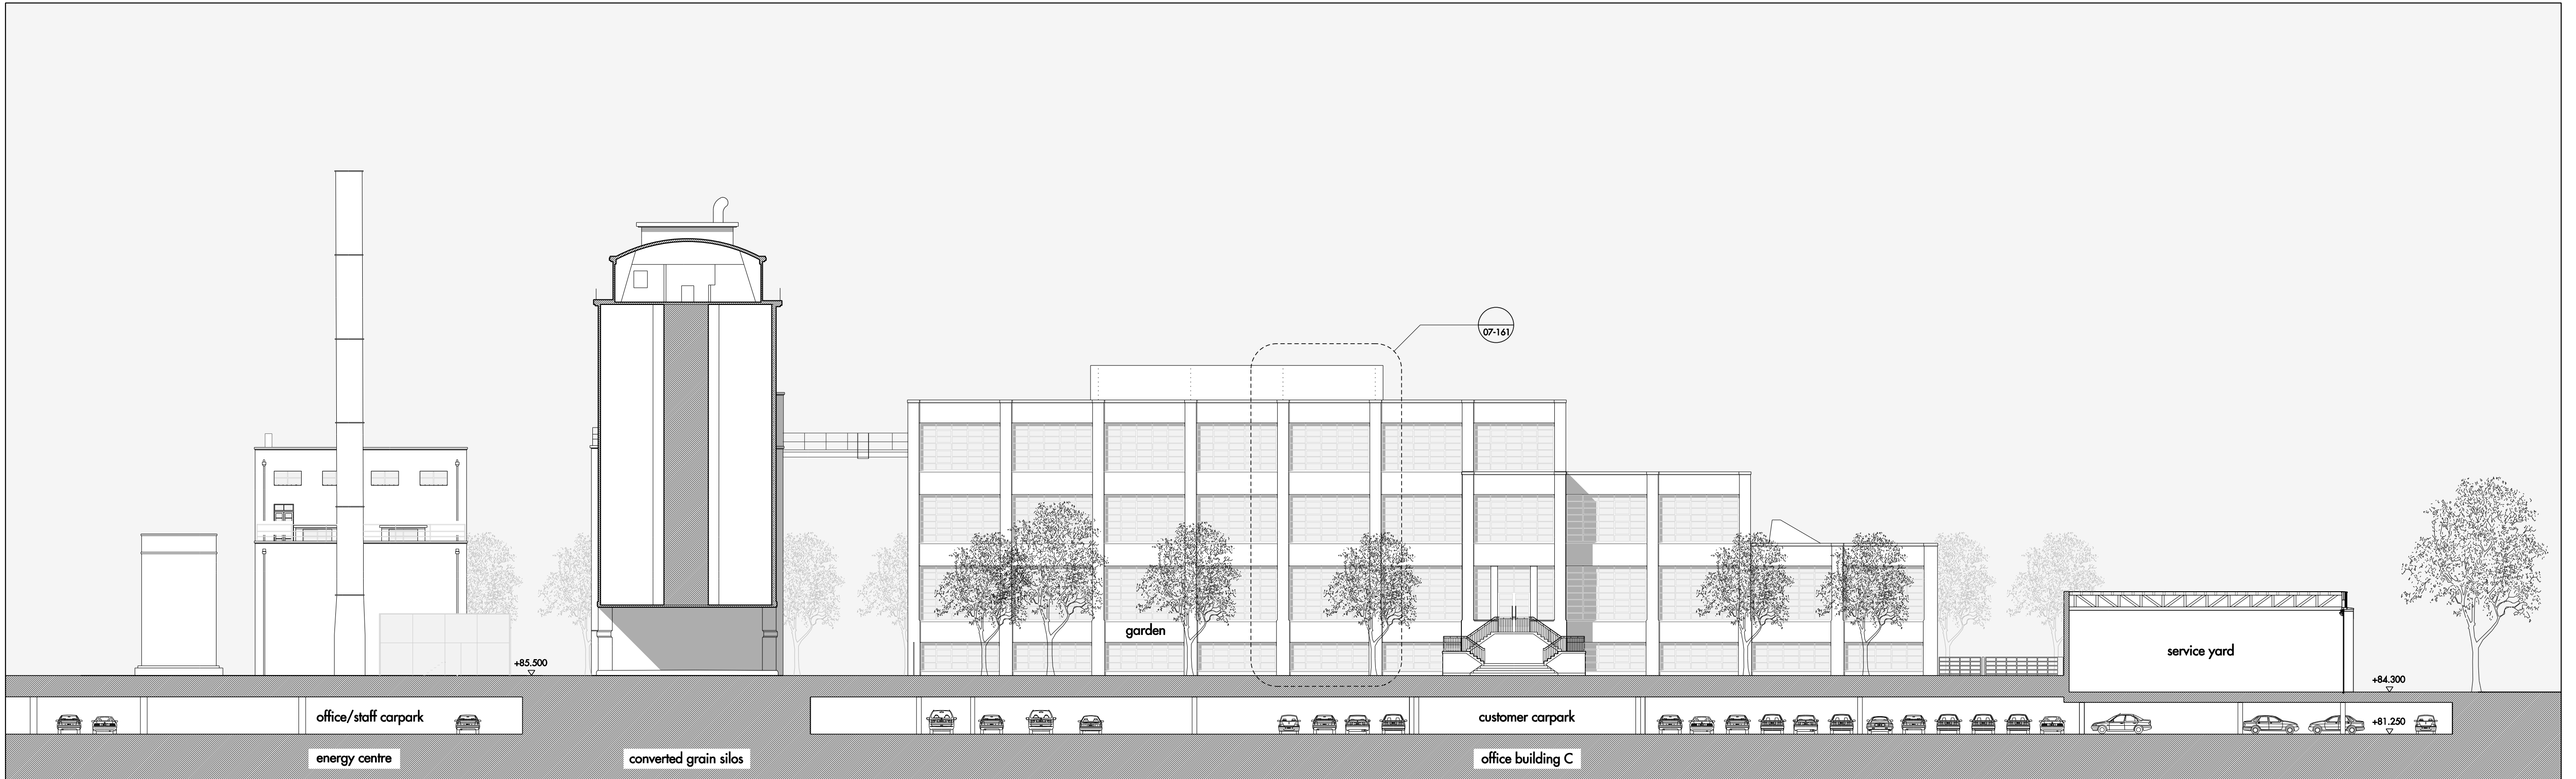 07-161
garden
+85.500
service yard
+84.300
office/staff carpark
customer carpark
+81.250
energy centre
converted grain silos
office building C